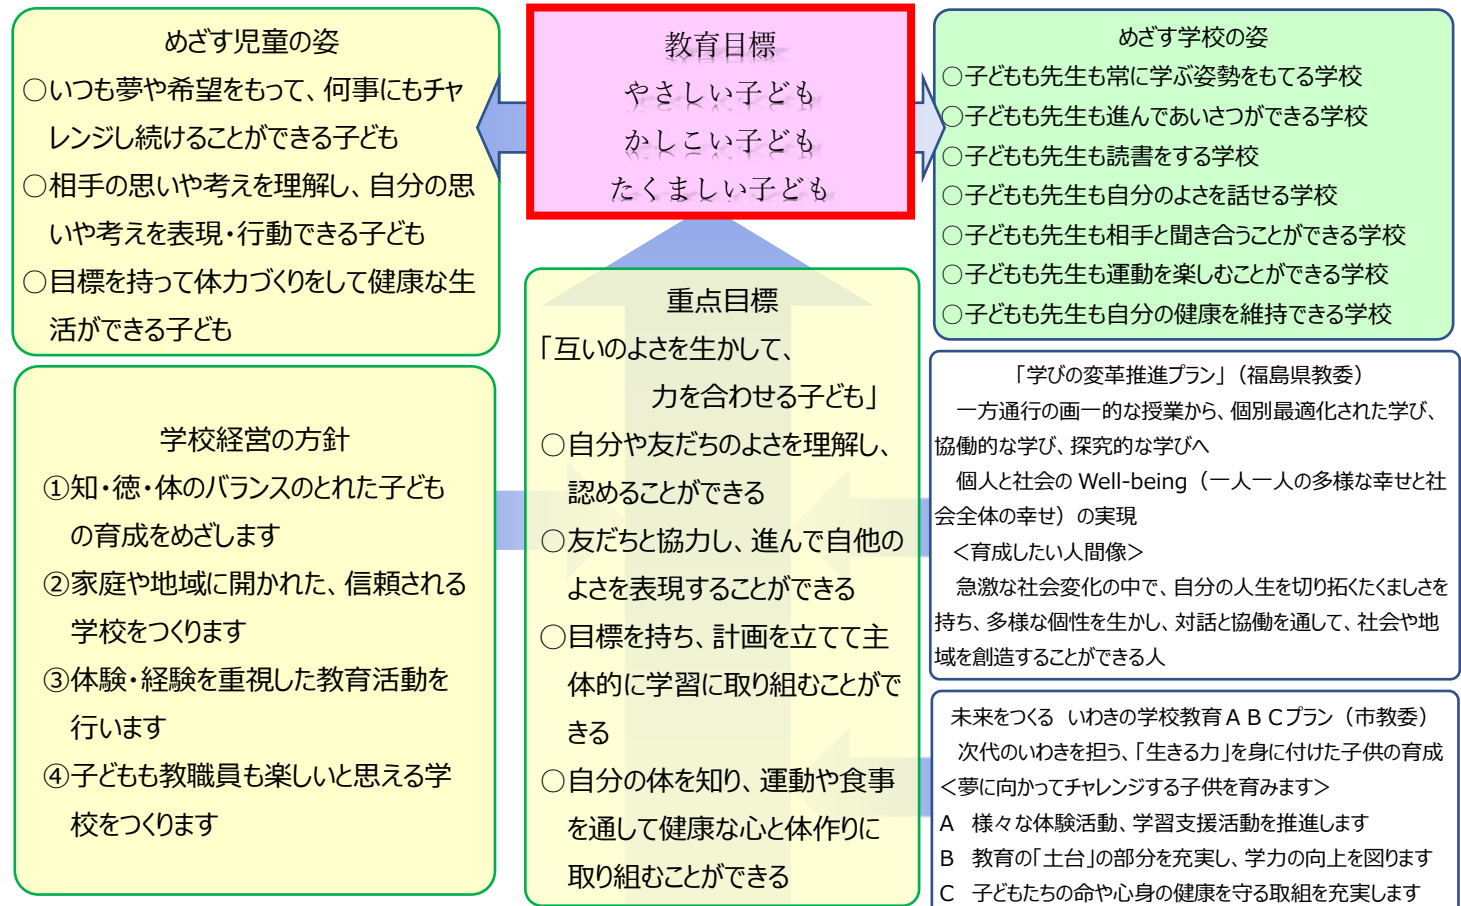 めざす児童の姿
○いつも夢や希望をもって、何事にもチャ
レンジし続けることができる子ども
○相手の思いや考えを理解し、自分の思
いや考えを表現・行動できる子ども
○目標を持って体力づくりをして健康な生
活ができる子ども
教育目標
やさしい子ども
かしこい子ども
たくましい子ども
めざす学校の姿
○子どもも先生も常に学ぶ姿勢をもてる学校
○子どもも先生も進んであいさつができる学校
○子どもも先生も読書をする学校
○子どもも先生も自分のよさを話せる学校
○子どもも先生も相手と聞き合うことができる学校
○子どもも先生も運動を楽しむことができる学校
○子どもも先生も自分の健康を維持できる学校
学校経営の方針
①知・徳・体のバランスのとれた子ども
の育成をめざします
②家庭や地域に開かれた、信頼される
学校をつくります
③体験・経験を重視した教育活動を
行います
④子どもも教職員も楽しいと思える学
校をつくります
重点目標
「互いのよさを生かして、
力を合わせる子ども」
○自分や友だちのよさを理解し、
認めることができる
○友だちと協力し、進んで自他の
よさを表現することができる
○目標を持ち、計画を立てて主
体的に学習に取り組むことがで
きる
○自分の体を知り、運動や食事
を通して健康な心と体作りに
取り組むことができる
「学びの変革推進プラン」（福島県教委）
一方通行の画一的な授業から、個別最適化された学び、
協働的な学び、探究的な学びへ
個人と社会の Well-being（一人一人の多様な幸せと社
会全体の幸せ）の実現
＜育成したい人間像＞
急激な社会変化の中で、自分の人生を切り拓くたくましさを
持ち、多様な個性を生かし、対話と協働を通して、社会や地
域を創造することができる人
未来をつくる いわきの学校教育ＡＢＣプラン（市教委）
次代のいわきを担う、「生きる力」を身に付けた子供の育成
＜夢に向かってチャレンジする子供を育みます＞
A 様々な体験活動、学習支援活動を推進します
B 教育の「土台」の部分を充実し、学力の向上を図ります
C 子どもたちの命や心身の健康を守る取組を充実します